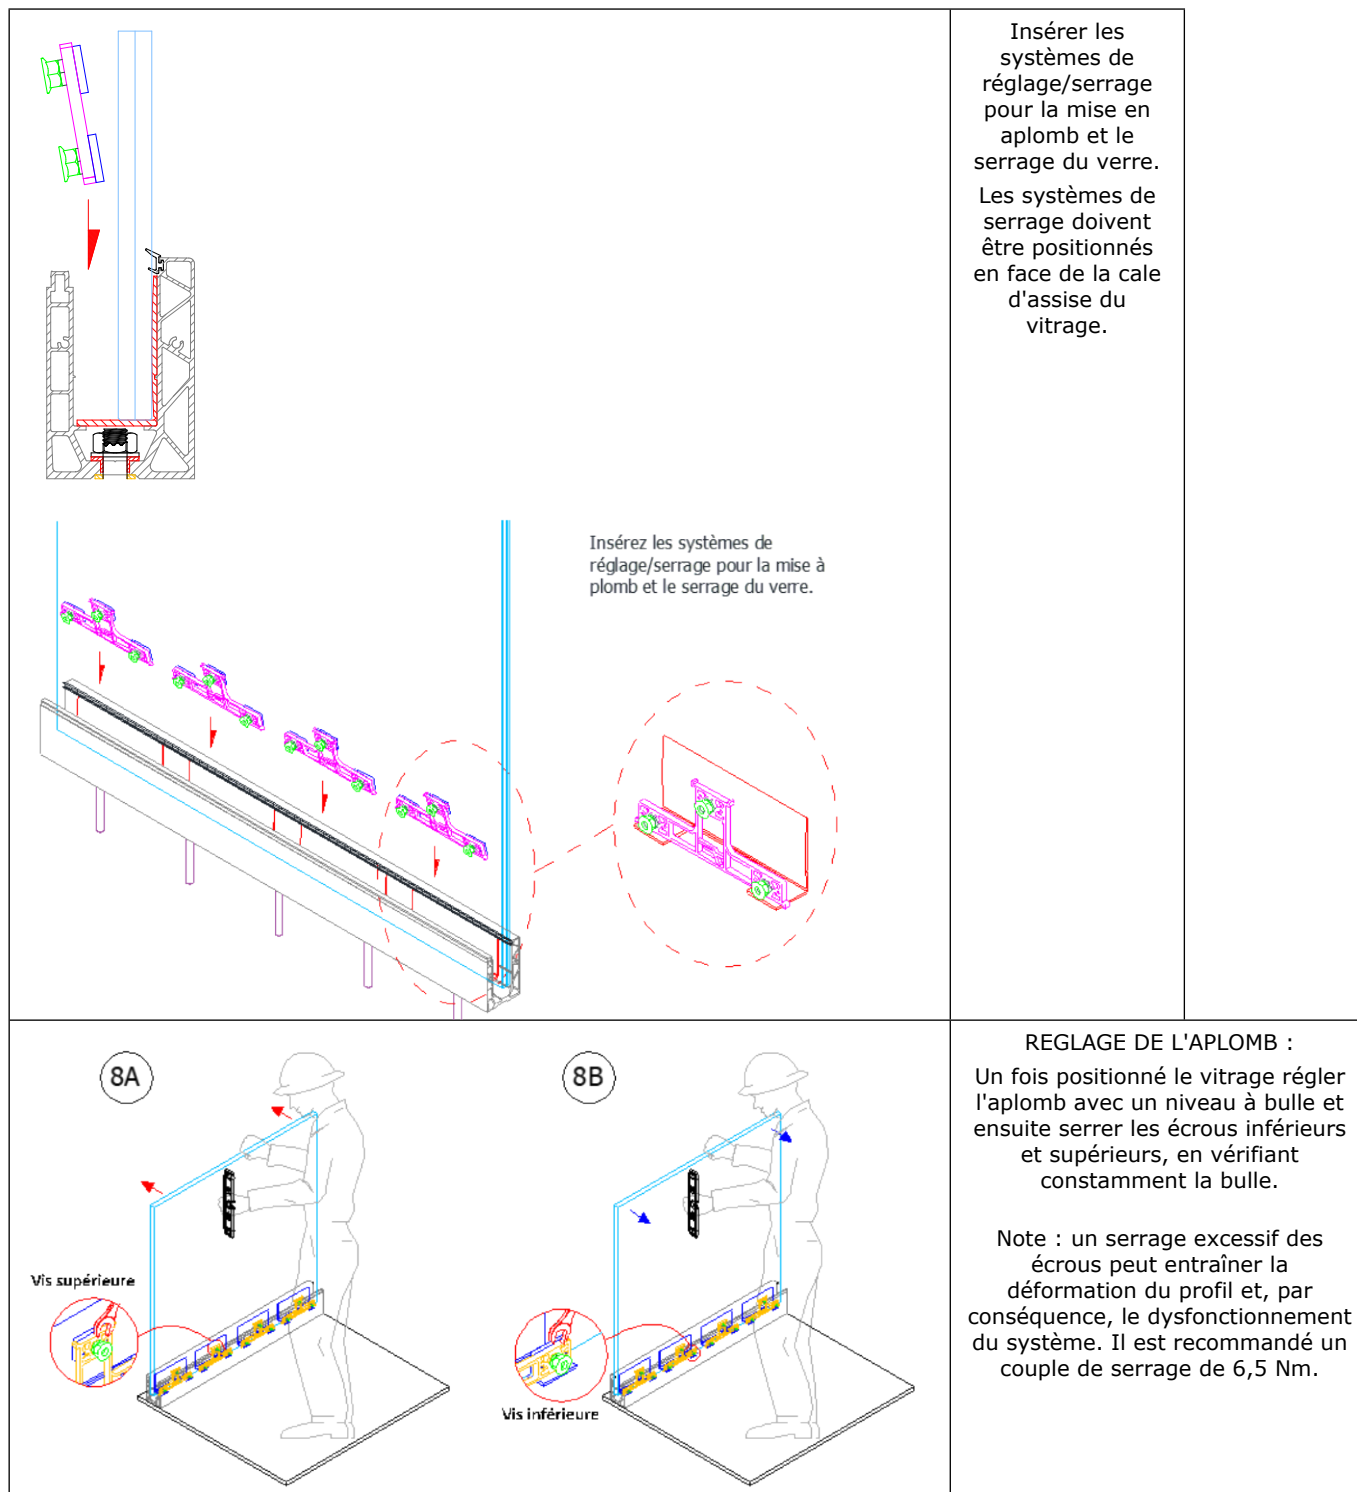 Insérer les
systèmes de
réglage/serrage
pour la mise en
aplomb et le
serrage du verre.
Les systèmes de
serrage doivent
être positionnés
en face de la cale
d'assise du
vitrage.
Insérez les systèmes de
réglage/serrage pour la mise à
plomb et le serrage du verre.
8A
8B
Vis supérieure
Vis inférieure
REGLAGE DE L'APLOMB :
Un fois positionné le vitrage régler
l'aplomb avec un niveau à bulle et
ensuite serrer les écrous inférieurs
et supérieurs, en vérifiant
constamment la bulle.
Note : un serrage excessif des
écrous peut entraîner la
déformation du profil et, par
conséquence, le dysfonctionnement
du système. Il est recommandé un
couple de serrage de 6,5 Nm.